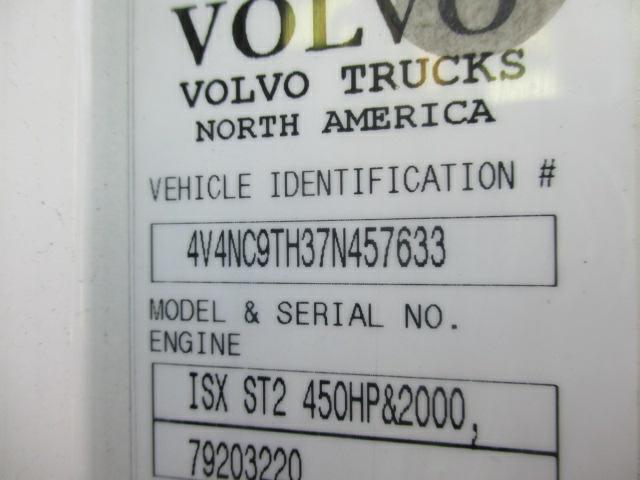 VOLVO
VOLVO TRUCKS
NORTH AMERICA
VEHICLE IDENTIFICATION #
4V4NC9TH37N457633
MODEL & SERIAL NO.
ENGINE
ISX ST2 450HP&2000,
79203220